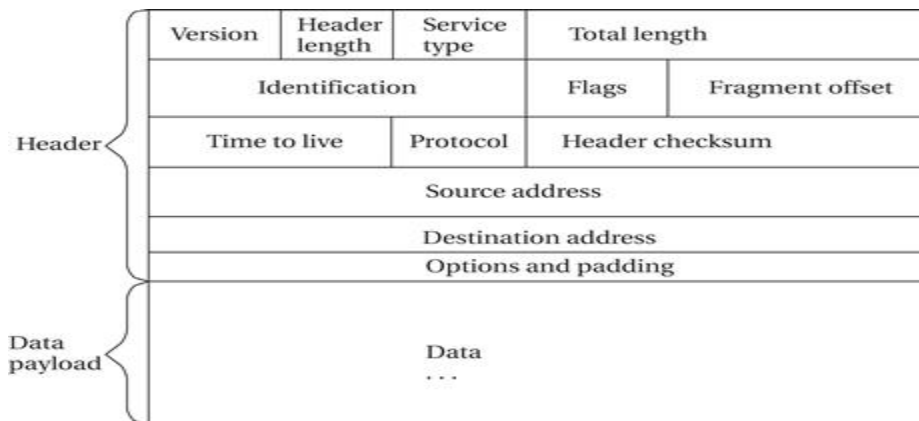 Version
Header
length
Service
type
Total length
Identification
Flags
Fragment offset
Header
Time to live
Protocol
Header checksum
Source address
Destination address
Options and padding
Data
payload
Data
. . .